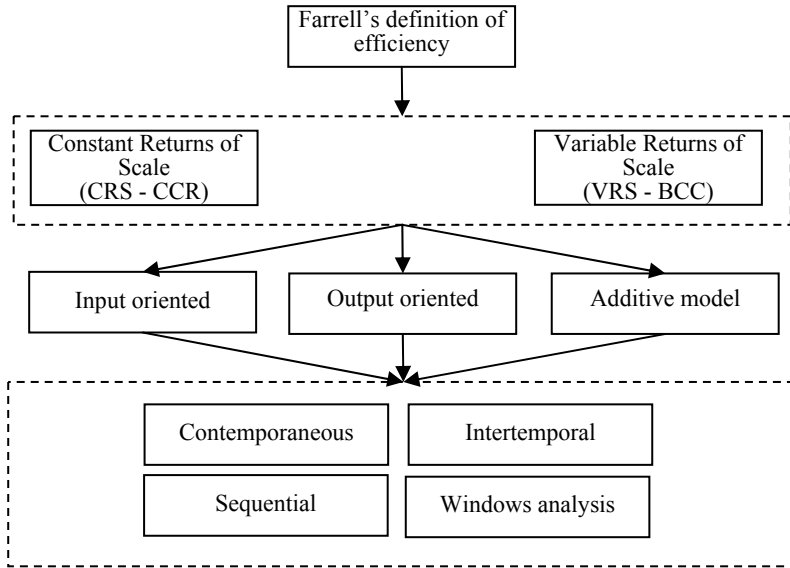 Farrell's definition of
efficiency
Constant Returns of
Scale
(CRS - CCR)
Variable Returns of
Scale
(VRS - BCC)
Input oriented
Output oriented
Additive model
Contemporaneous
Intertemporal
Sequential
Windows analysis